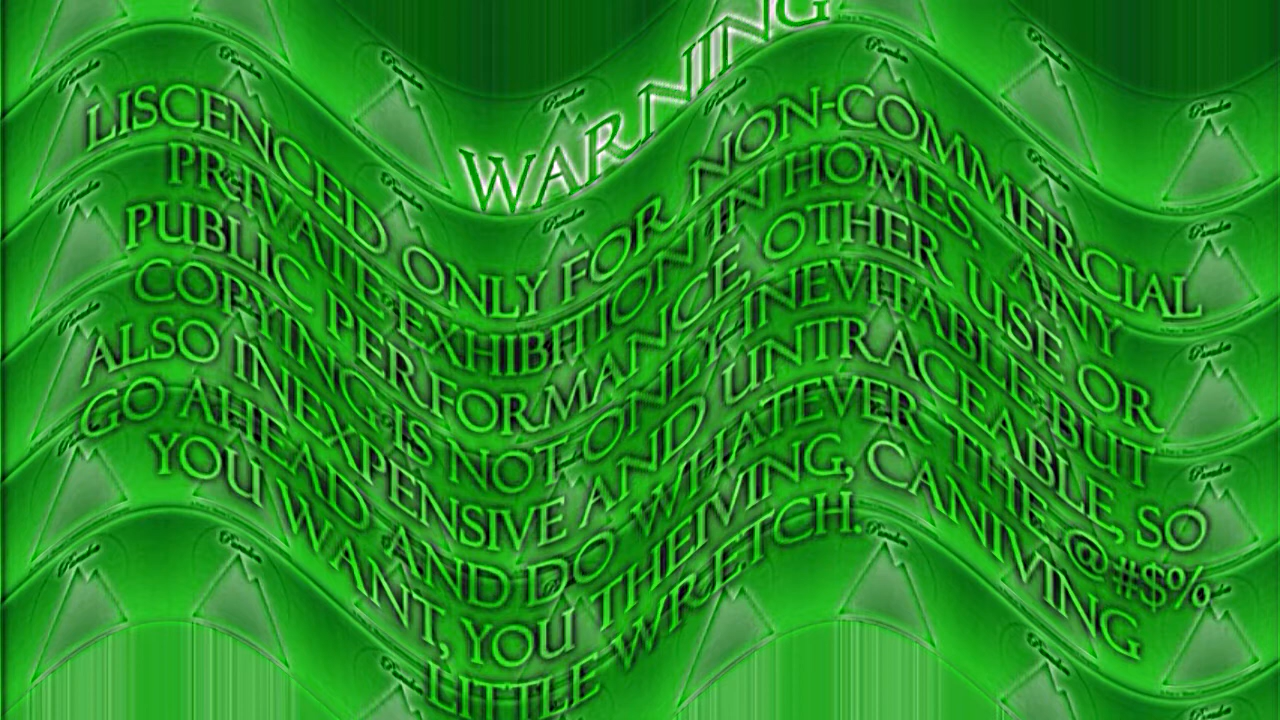 WARNING
LISCENCED ONLY FOR NON-COMMERCIAL
PRIVATE EXHIBITION IN HOMES. ANY
PUBLIC PERFORMANCE, OTHER USE OR
COPYING IS NOT ONLY INEVITABLE BUT
ALSO INEXPENSIVE AND UNTRACEABLE, SO
GO AHEAD AND DO WHATEVER THE @#$%
YOU WANT, YOU THEIVING, CANIVING
LITTLE WRETCH.